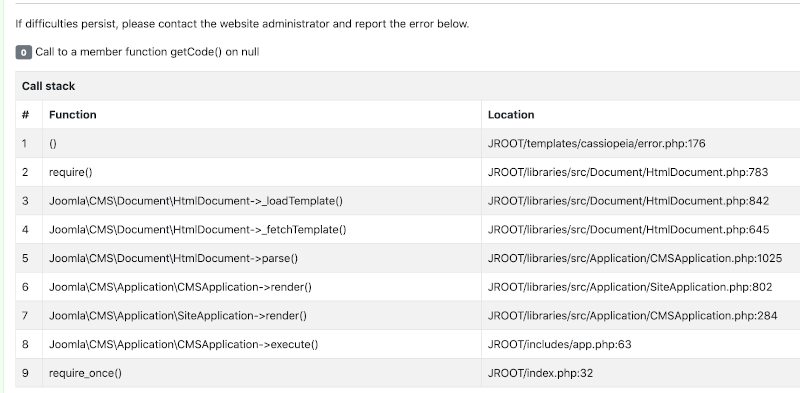 If difficulties persist, please contact the website administrator and report the error below.
0 Call to a member function getCode() on null
Call stack
# Function Location
1 () JROOT/templates/cassiopeia/error.php:176
2 require() JROOT/libraries/src/Document/HtmlDocument.php:783
3 Joomla\CMS\Document\HtmlDocument->_loadTemplate() JROOT/libraries/src/Document/HtmlDocument.php:842
4 Joomla\CMS\Document\HtmlDocument->_fetchTemplate() JROOT/libraries/src/Document/HtmlDocument.php:645
5 Joomla\CMS\Document\HtmlDocument->parse() JROOT/libraries/src/Application/CMSApplication.php:1025
6 Joomla\CMS\Application\CMSApplication->render() JROOT/libraries/src/Application/SiteApplication.php:802
7 Joomla\CMS\Application\SiteApplication->render() JROOT/libraries/src/Application/CMSApplication.php:284
8 Joomla\CMS\Application\CMSApplication->execute() JROOT/includes/app.php:63
9 require_once() JROOT/index.php:32